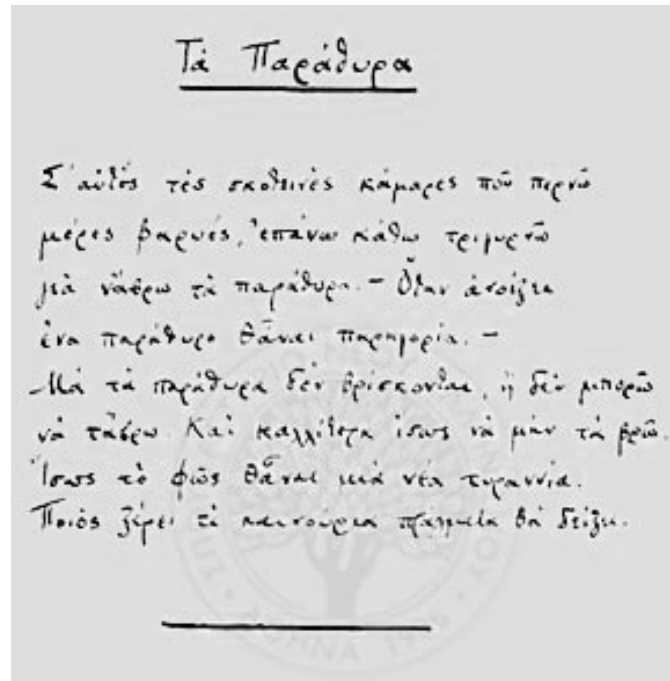 Τὰ Παράθυρα
Σ' αὐτὲς τὲς σκοτεινὲς κάμαρες ποῦ περνῶ
μέρες βαρυές, ἐπάνω κάτω τριγυρνῶ
γιὰ νἄβρω τὰ παράθυρα. — Ὅταν ἀνοίξει
ἕνα παράθυρο θἆναι παρηγορία. —
Μὰ τὰ παράθυρα δὲν βρίσκονται, ἢ δὲν μπορῶ
νὰ τἄβρω. Καὶ καλλίτερα ἴσως νὰ μὴν τὰ βρῶ.
Ἴσως τὸ φῶς θἆναι μιὰ νέα τυραννία.
Ποιὸς ξέρει τὶ καινούρια πράγματα θὰ δείξει.